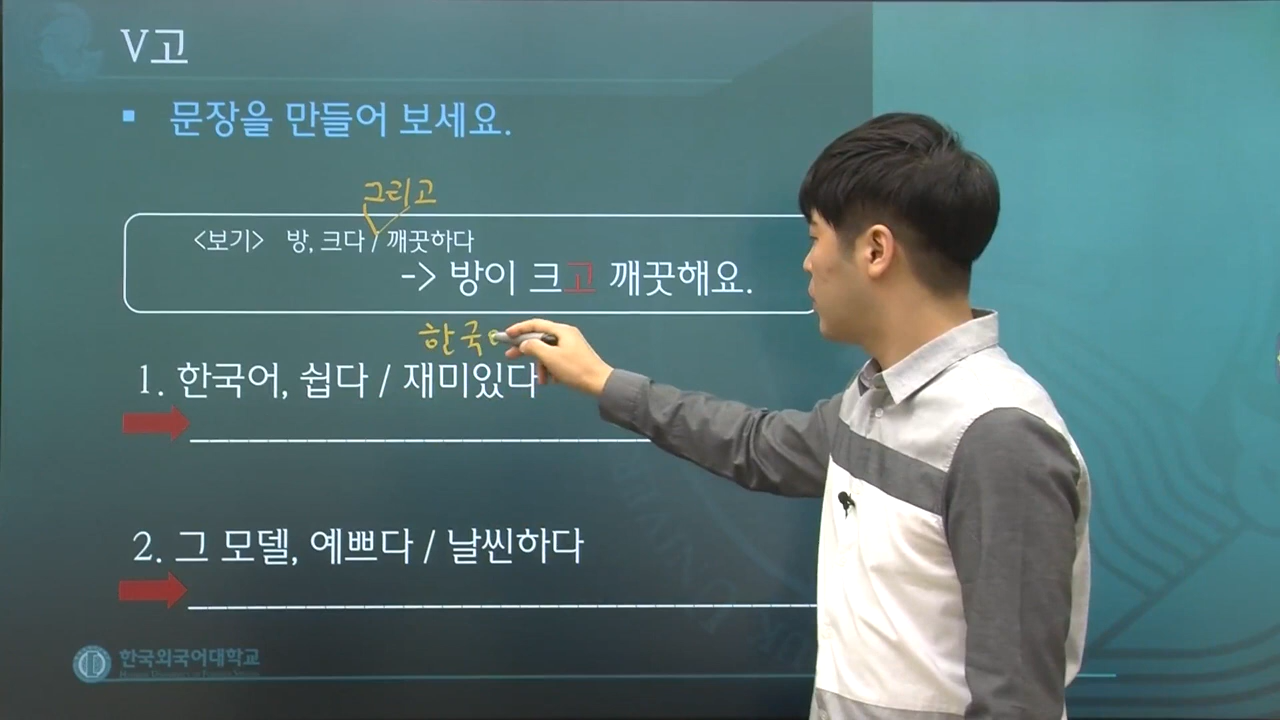 V고
▪ 문장을 만들어 보세요.
그리고
<보기> 방, 크다 / 깨끗하다
-> 방이 크고 깨끗해요.
한국
1. 한국어, 쉽다 / 재미있다
2. 그 모델, 예쁘다 / 날씬하다
한국외국어대학교